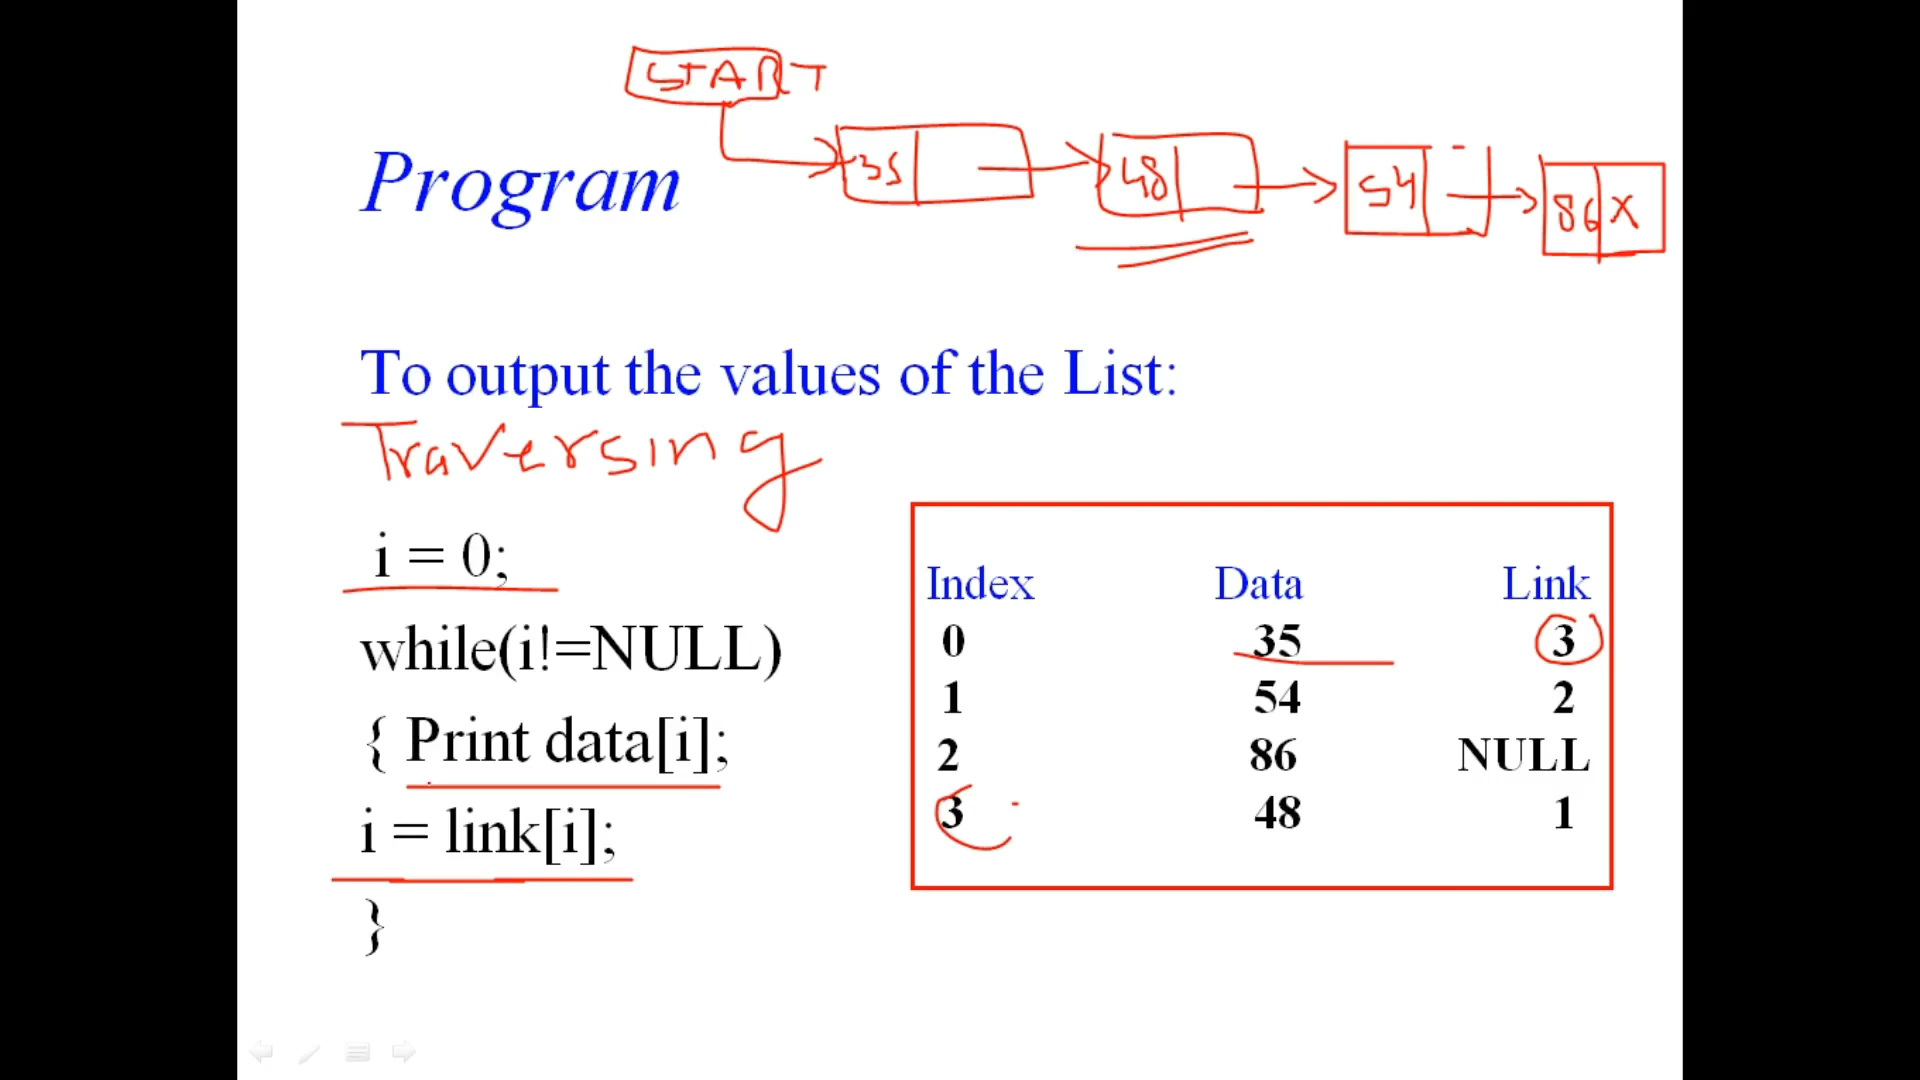 START
35 48 54 86 X
Program
To output the values of the List:
Traversing
i = 0;
while(i!=NULL)
{ Print data[i];
i = link[i];
}
Index Data Link
0 35 3
1 54 2
2 86 NULL
3 48 1